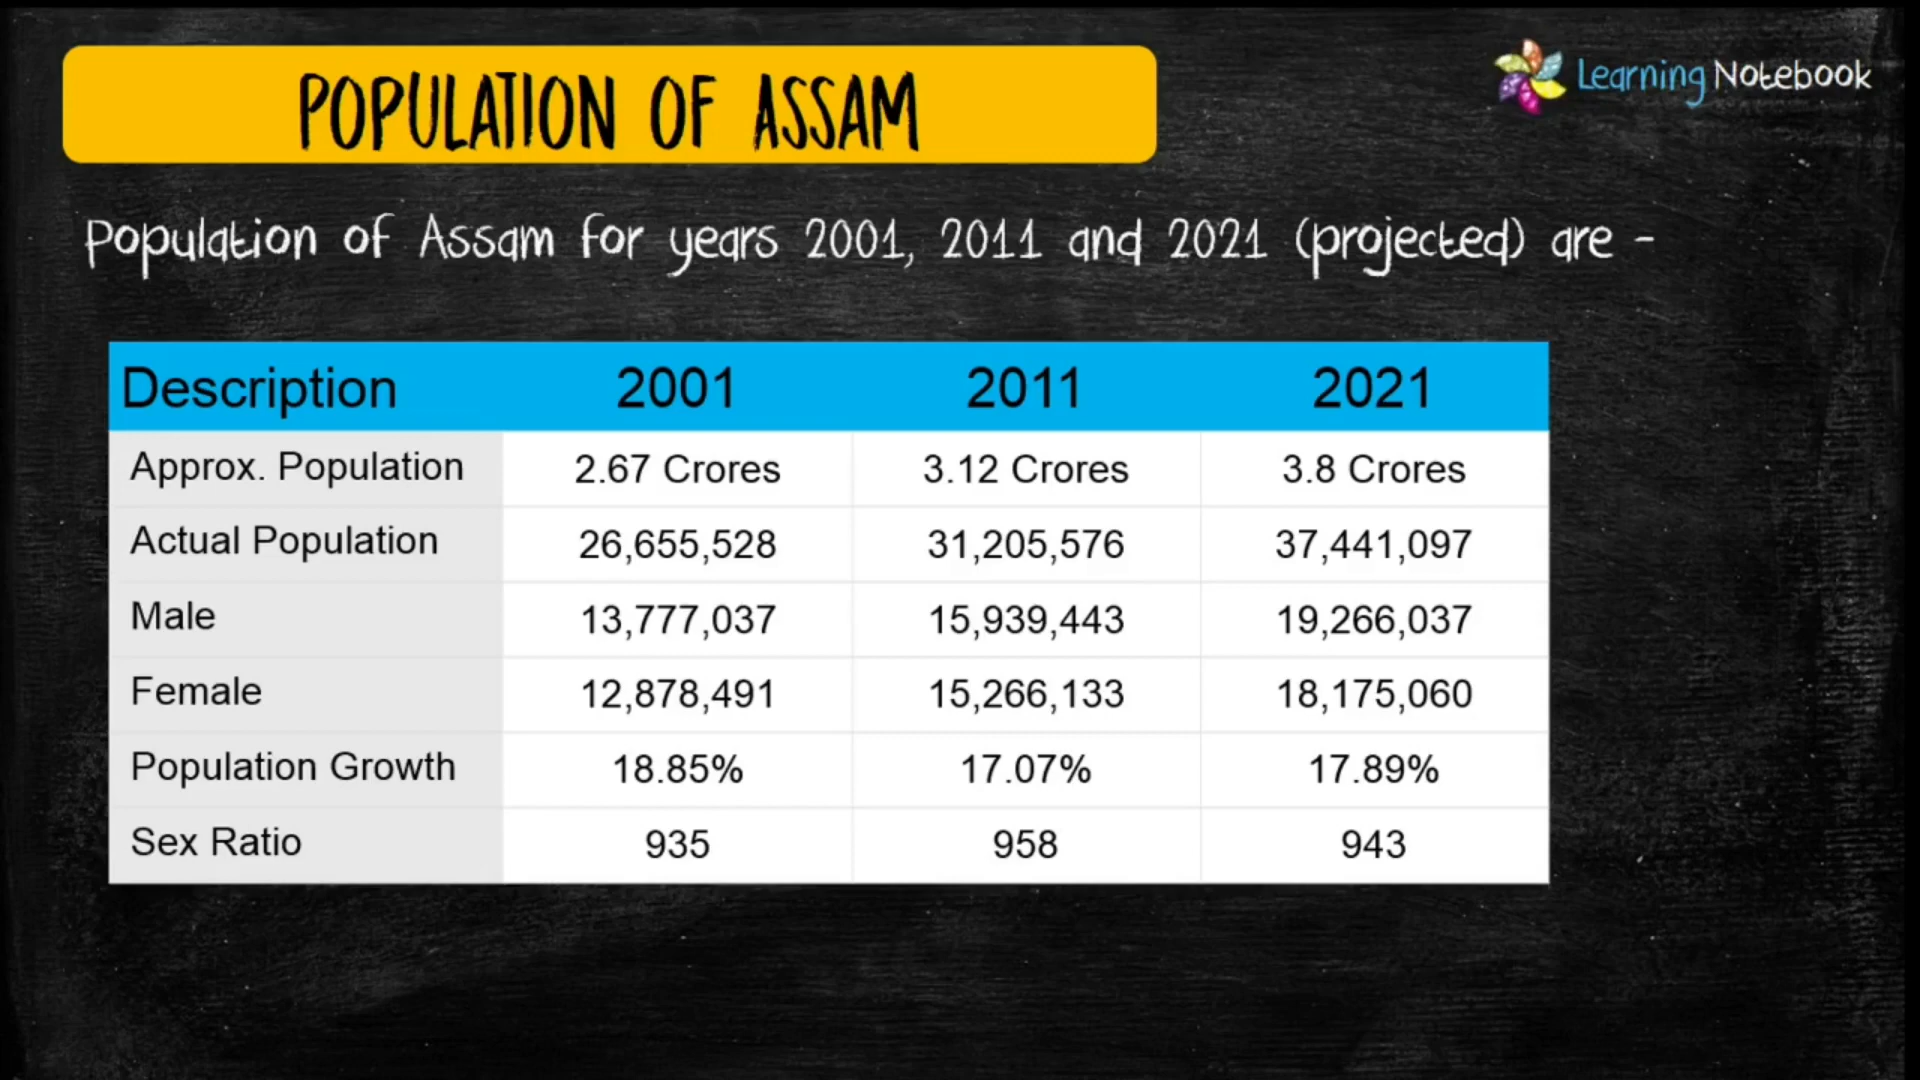 POPULATION OF ASSAM
Learning Notebook
Population of Assam for years 2001, 2011 and 2021 (projected) are -
Description 2001 2011 2021
Approx. Population 2.67 Crores 3.12 Crores 3.8 Crores
Actual Population 26,655,528 31,205,576 37,441,097
Male 13,777,037 15,939,443 19,266,037
Female 12,878,491 15,266,133 18,175,060
Population Growth 18.85% 17.07% 17.89%
Sex Ratio 935 958 943